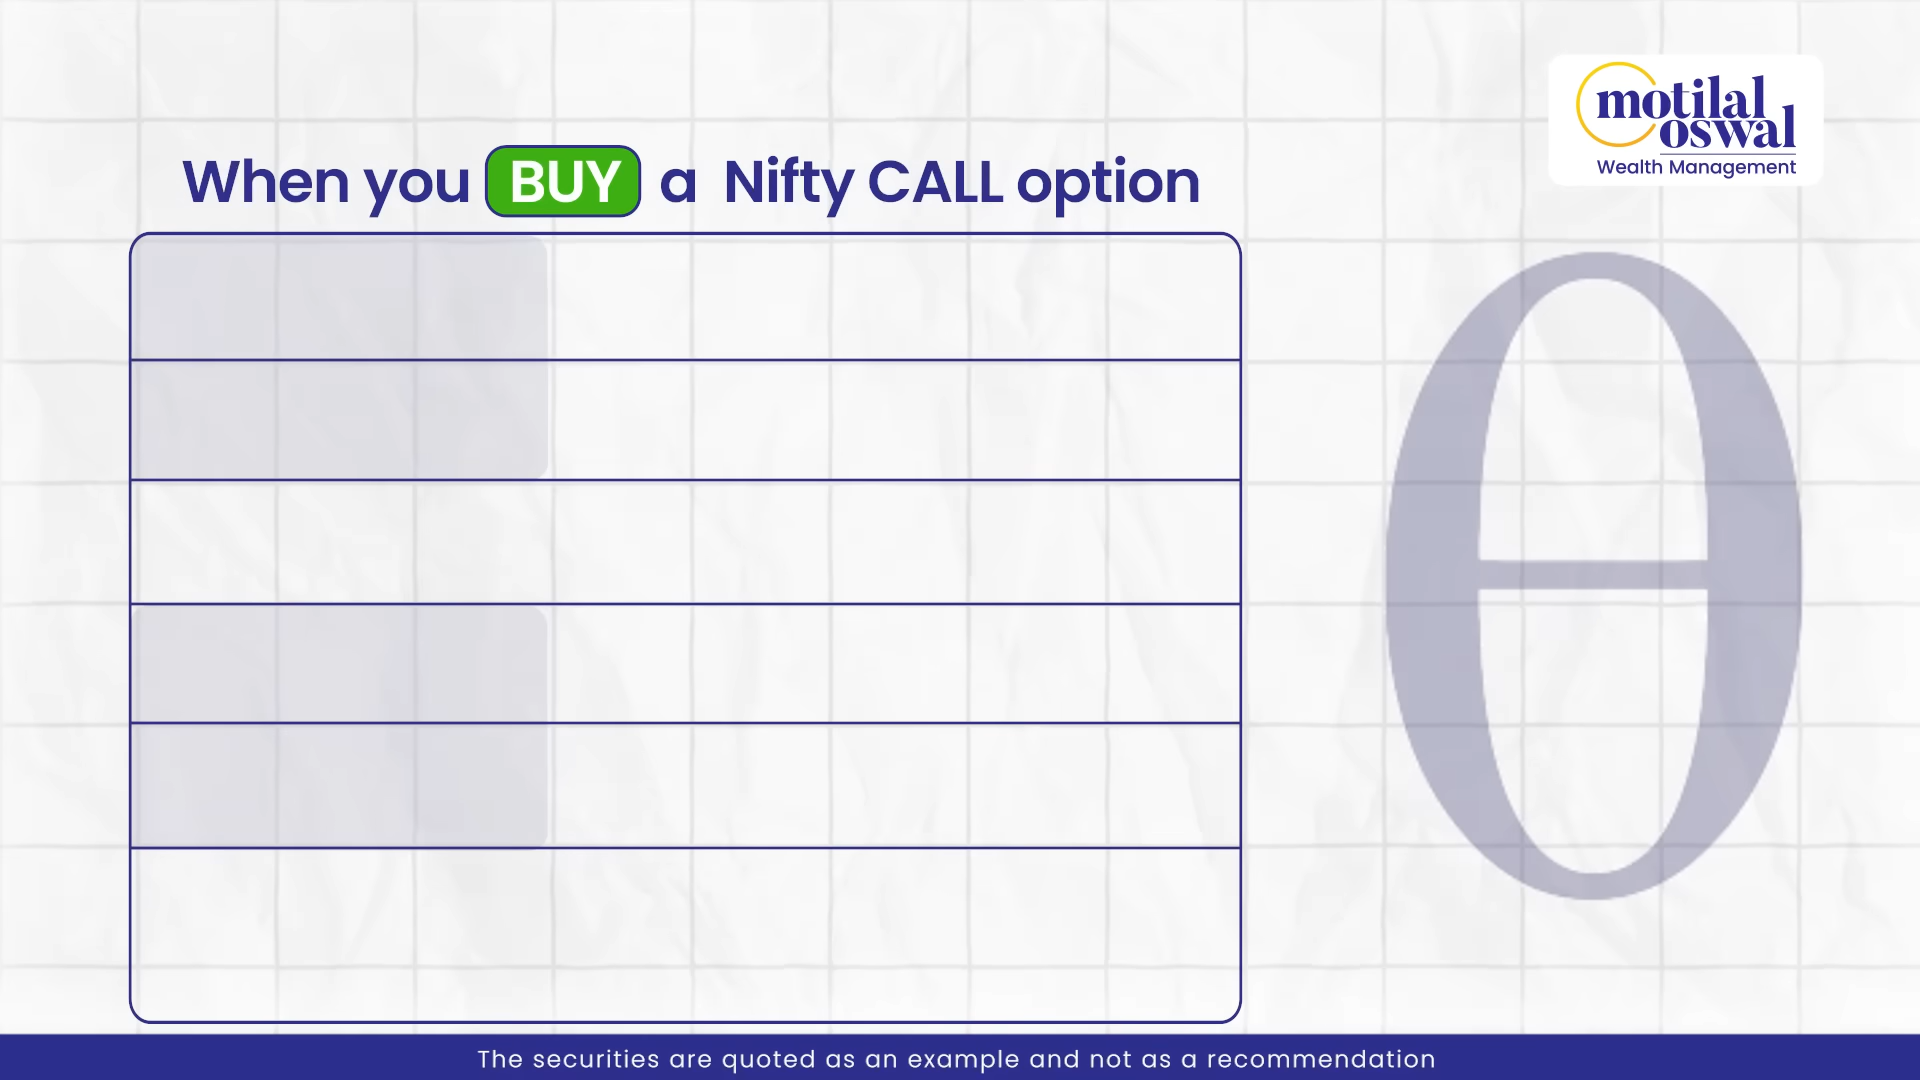 motilal
oswal
Wealth Management
When you BUY a Nifty CALL option
θ
The securities are quoted as an example and not as a recommendation